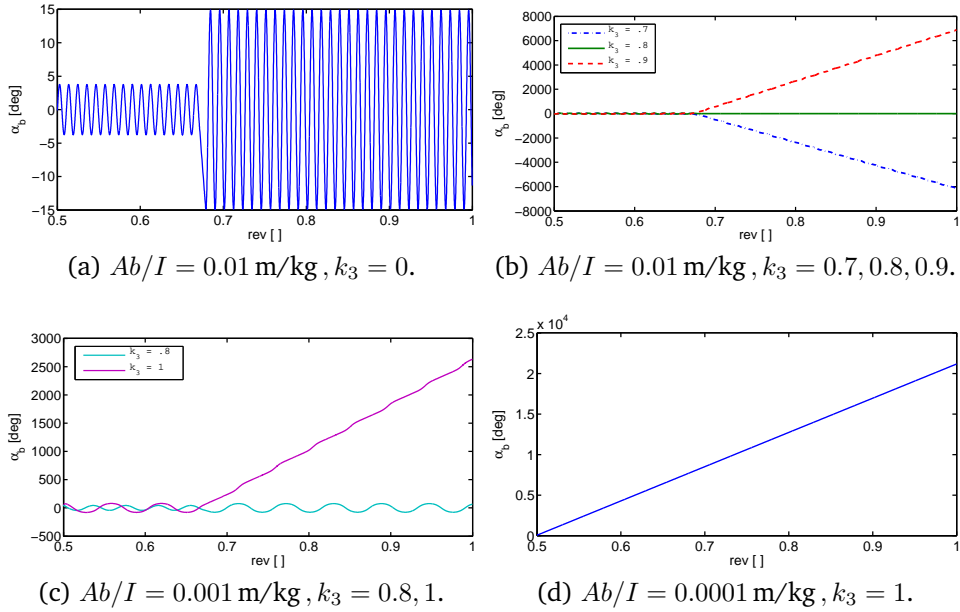 15
10
5
0
−5
−10
−15
0.5 0.6 0.7 0.8 0.9 1
α_b [deg]
rev [ ]
(a) Ab/I = 0.01 m/kg , k_3 = 0.
8000
6000
4000
2000
0
−2000
−4000
−6000
−8000
0.5 0.6 0.7 0.8 0.9 1
α_b [deg]
rev [ ]
k_3 = .7
k_3 = .8
k_3 = .9
(b) Ab/I = 0.01 m/kg , k_3 = 0.7, 0.8, 0.9.
3000
2500
2000
1500
1000
500
0
−500
0.5 0.6 0.7 0.8 0.9 1
α_b [deg]
rev [ ]
k_3 = .8
k_3 = 1
(c) Ab/I = 0.001 m/kg , k_3 = 0.8, 1.
x 10^4
2.5
2
1.5
1
0.5
0
0.5 0.6 0.7 0.8 0.9 1
α_b [deg]
rev [ ]
(d) Ab/I = 0.0001 m/kg , k_3 = 1.